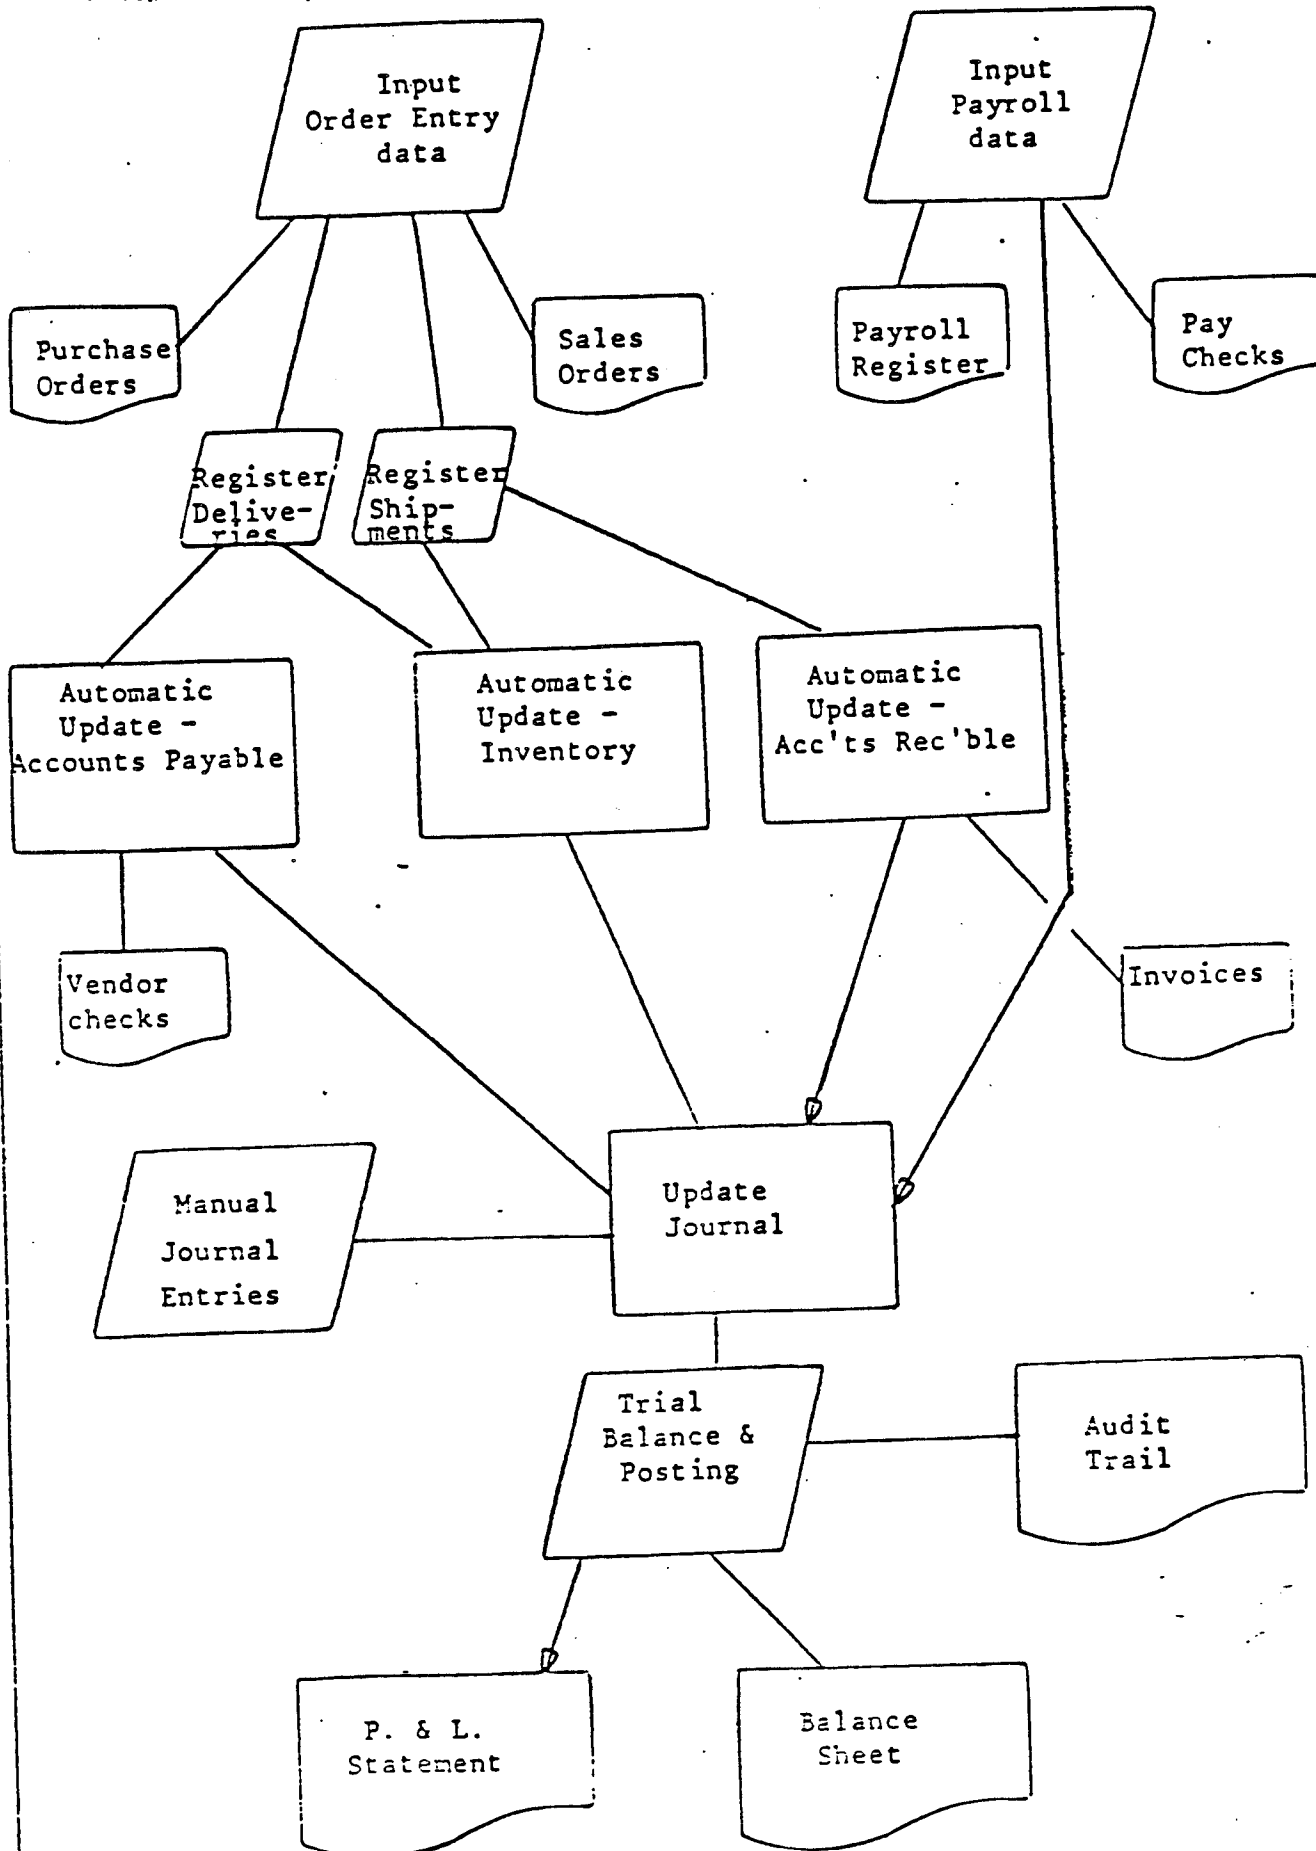 Input
Order Entry
data
Input
Payroll
data
Purchase
Orders
Sales
Orders
Payroll
Register
Pay
Checks
Register
Delive-
ries
Register
Ship-
ments
Automatic
Update -
Accounts Payable
Automatic
Update -
Inventory
Automatic
Update -
Acc'ts Rec'ble
Vendor
checks
Invoices
Manual
Journal
Entries
Update
Journal
Trial
Balance &
Posting
Audit
Trail
P. & L.
Statement
Balance
Sheet